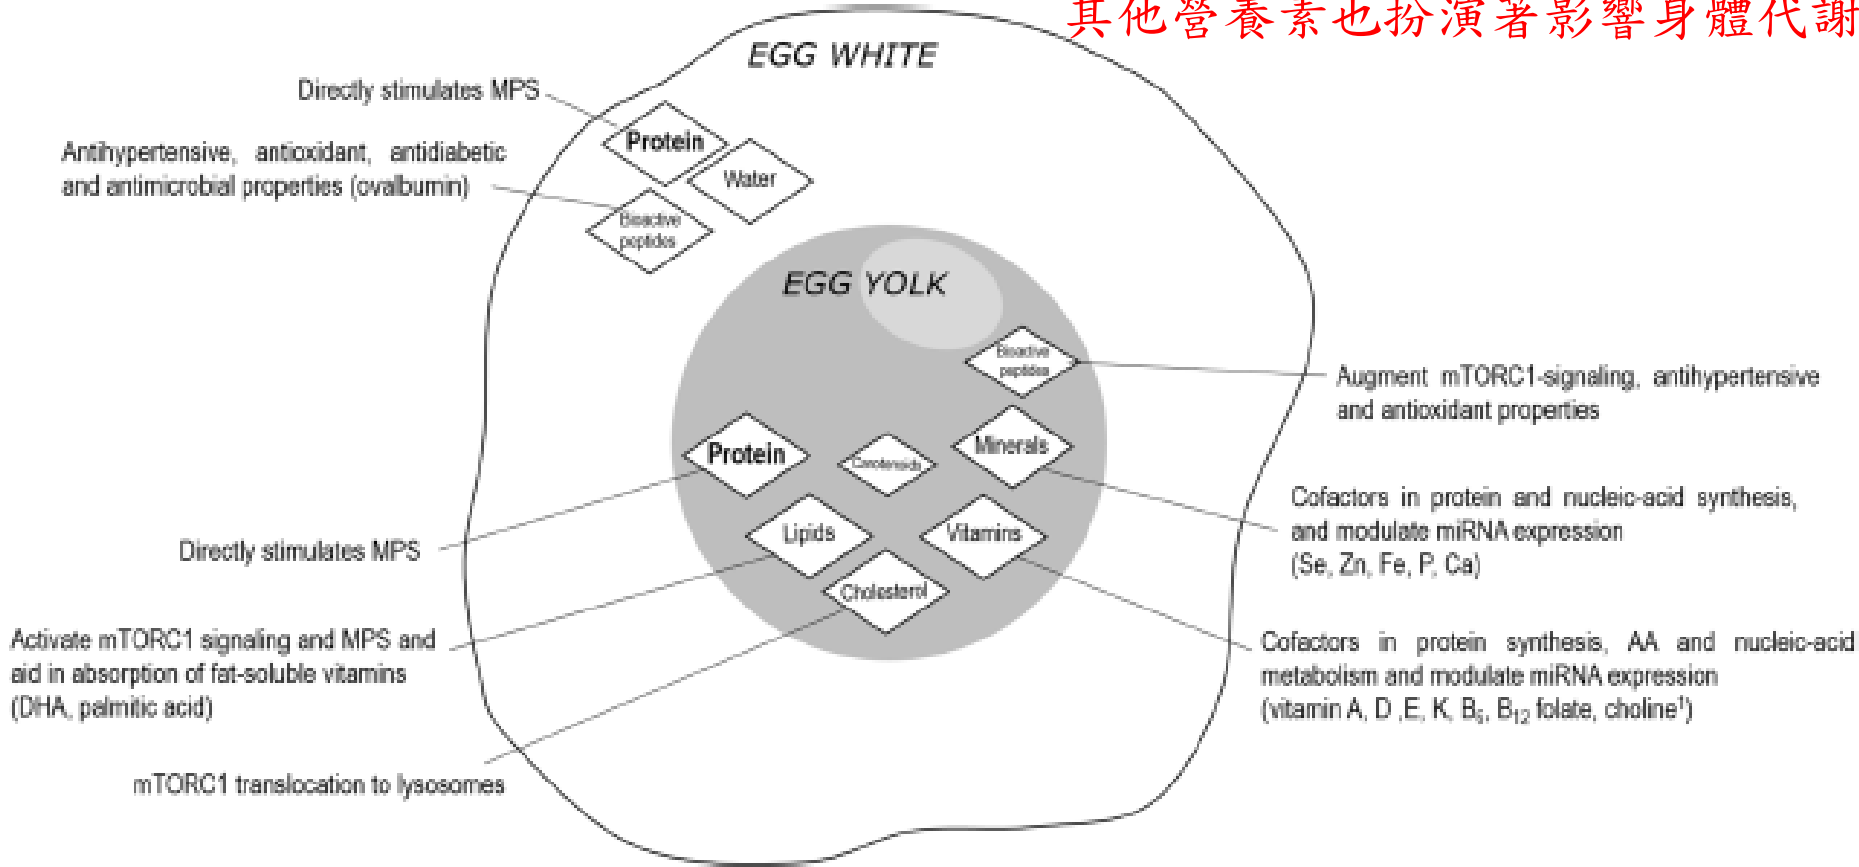 其他營養素也扮演著影響身體代謝
EGG WHITE
Directly stimulates MPS
Protein
Antihypertensive, antioxidant, antidiabetic
and antimicrobial properties (ovalbumin)
Water
Bioactive
peptides
EGG YOLK
Bioactive
peptides
Augment mTORC1-signaling, antihypertensive
and antioxidant properties
Protein
Carotenoids
Minerals
Cofactors in protein and nucleic-acid synthesis,
and modulate miRNA expression
(Se, Zn, Fe, P, Ca)
Directly stimulates MPS
Lipids
Vitamins
Cholesterol
Activate mTORC1 signaling and MPS and
aid in absorption of fat-soluble vitamins
(DHA, palmitic acid)
Cofactors in protein synthesis, AA and nucleic-acid
metabolism and modulate miRNA expression
(vitamin A, D ,E, K, B₆, B₁₂ folate, choline¹)
mTORC1 translocation to lysosomes